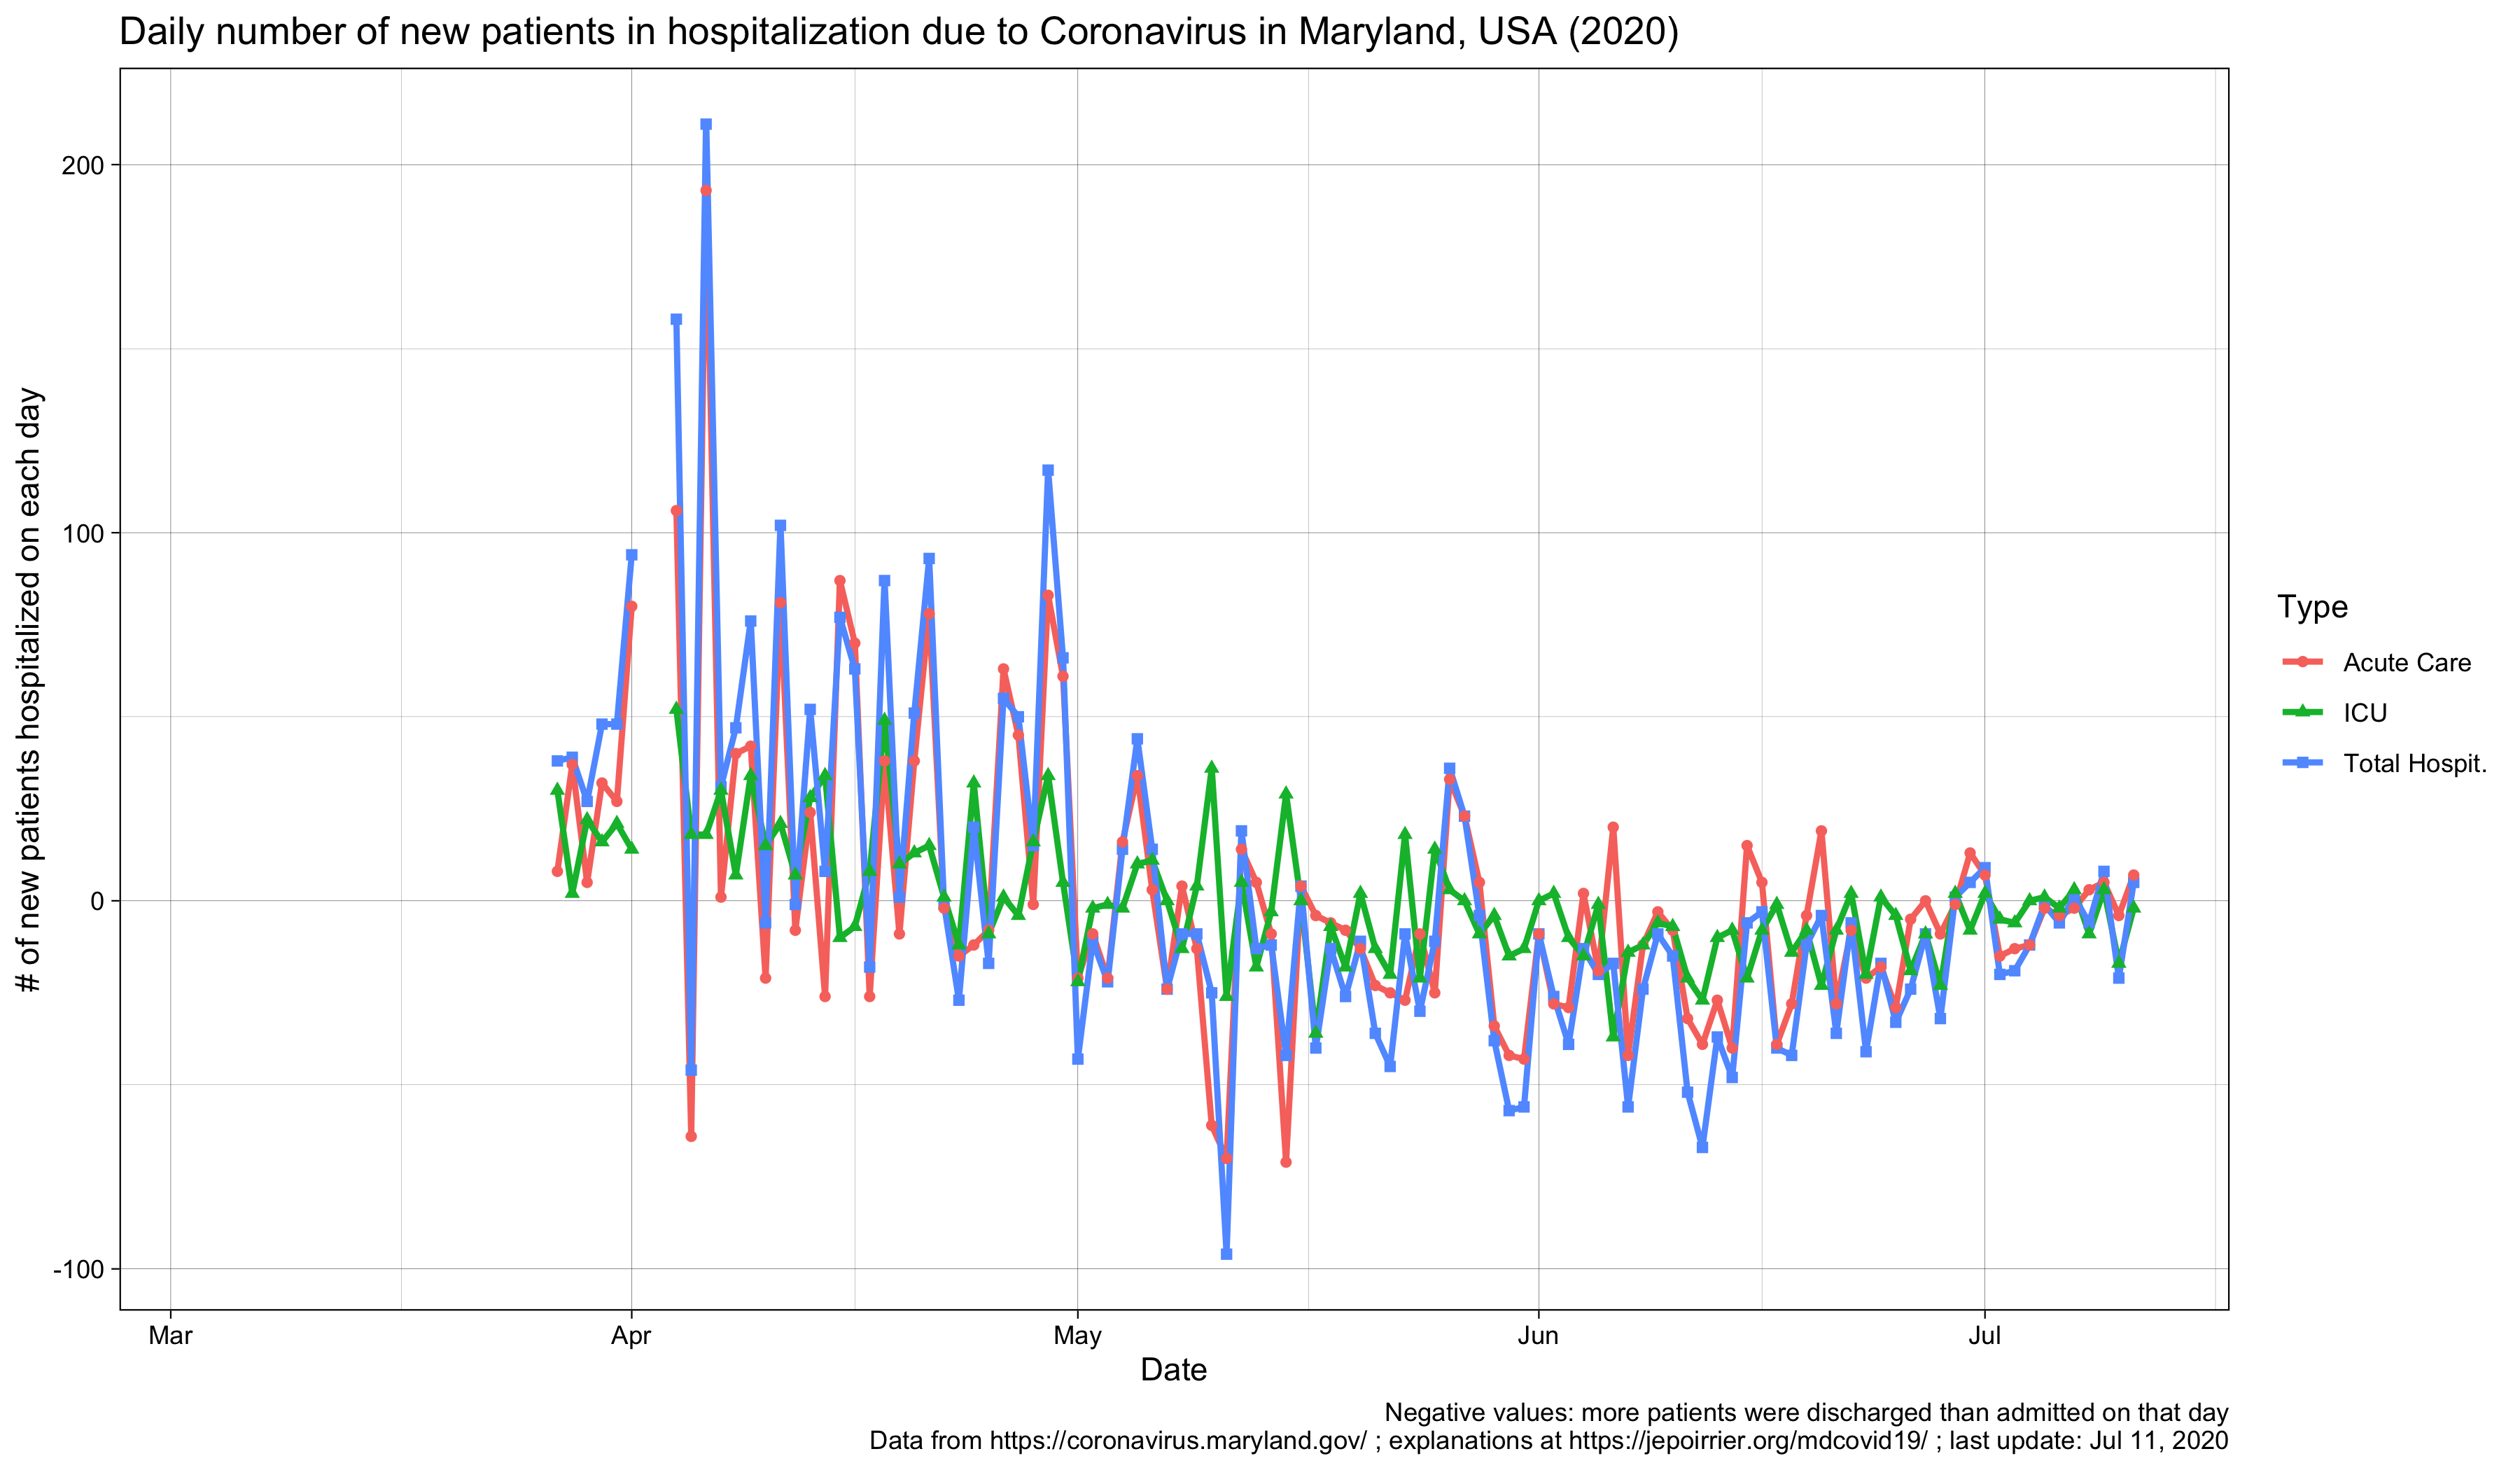 Daily number of new patients in hospitalization due to Coronavirus in Maryland, USA (2020)
# of new patients hospitalized on each day
200
100
0
-100
Mar
Apr
May
Jun
Jul
Date
Type
Acute Care
ICU
Total Hospit.
Negative values: more patients were discharged than admitted on that day
Data from https://coronavirus.maryland.gov/ ; explanations at https://jepoirrier.org/mdcovid19/ ; last update: Jul 11, 2020